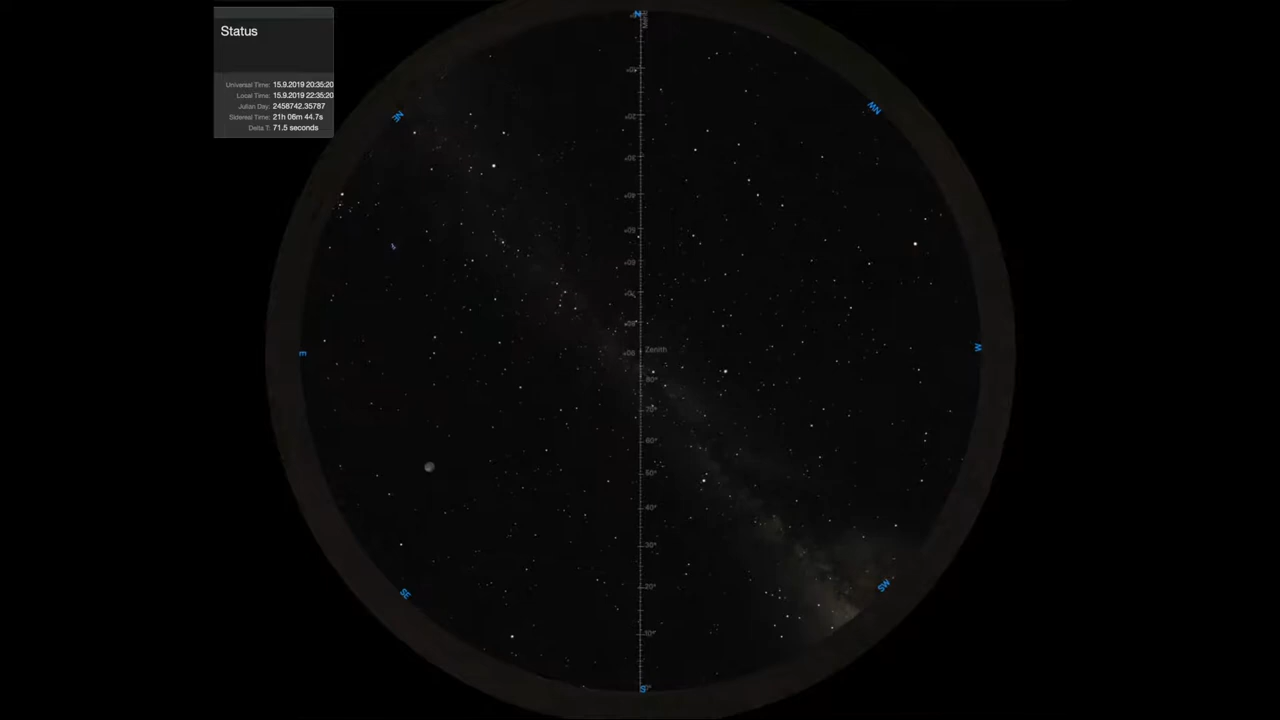 Status
Universal Time: 15.9.2019 20:35:20
Local Time: 15.9.2019 22:35:20
Julian Day: 2458742.35787
Sidereal Time: 21h 06m 44.7s
Delta T: 71.5 seconds
N
NE
NW
E
Zenith
W
80°
70°
60°
50°
40°
30°
20°
10°
SE
SW
S